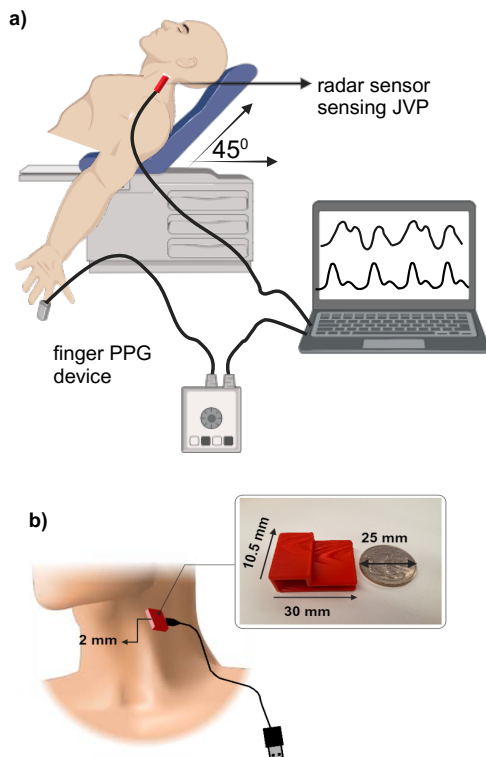 a)
radar sensor
sensing JVP
45⁰
finger PPG
device
b)
10.5 mm
25 mm
30 mm
2 mm